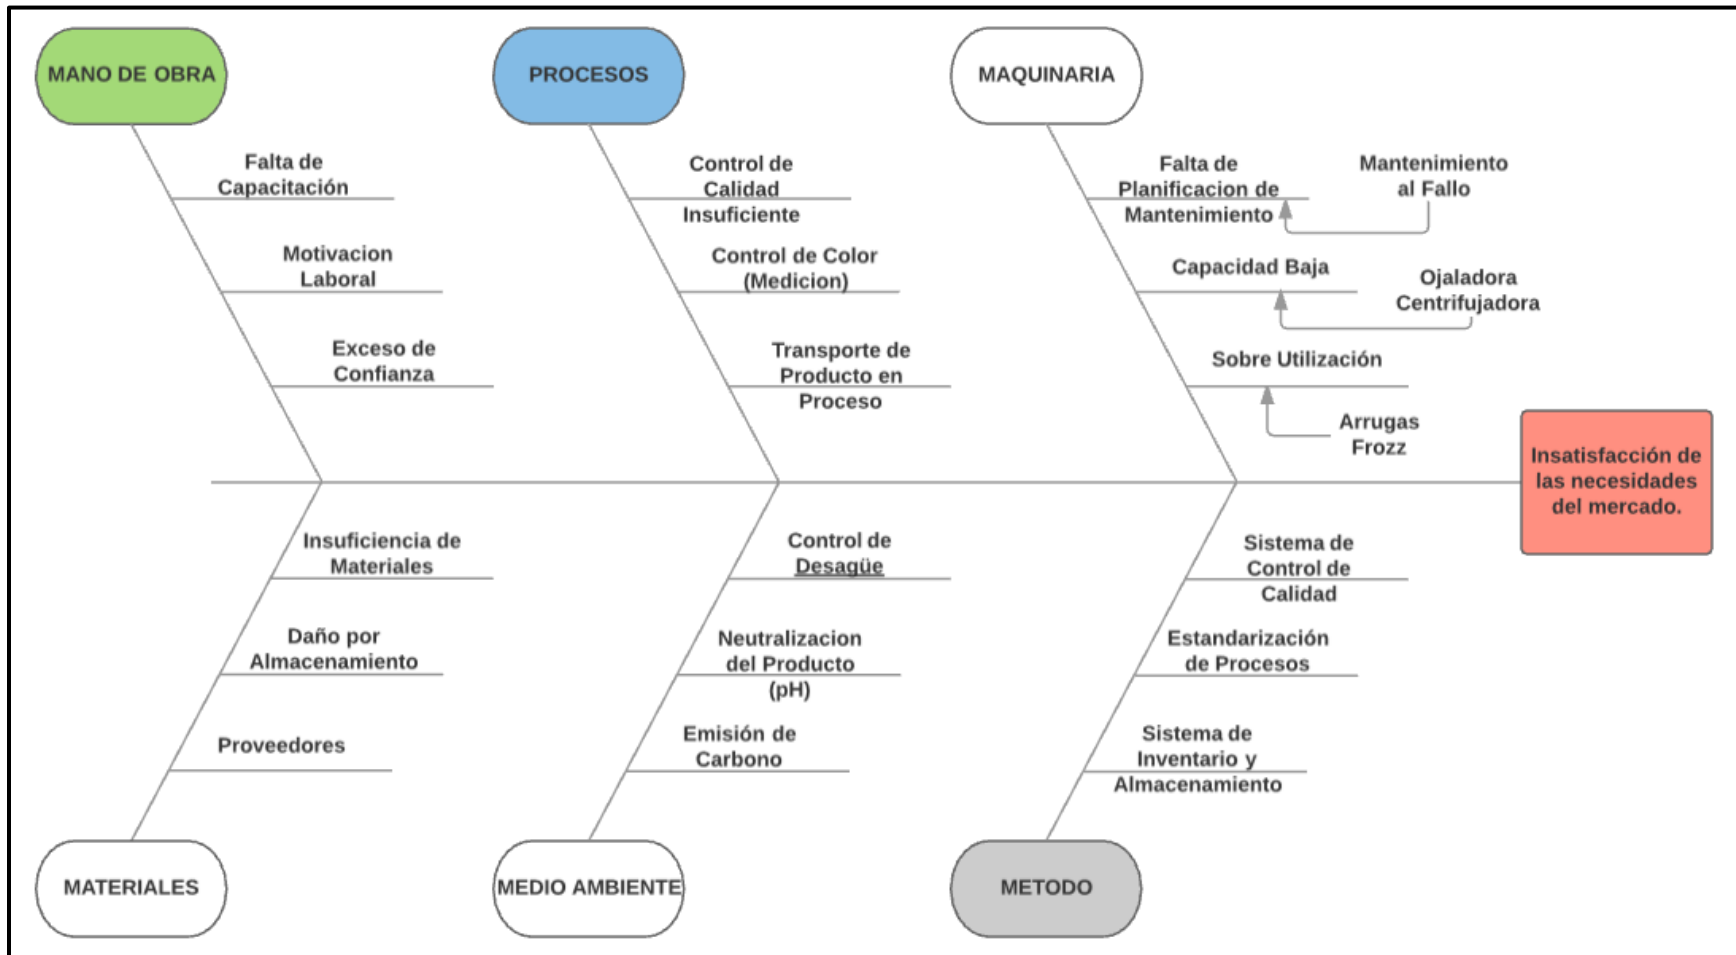 MANO DE OBRA
PROCESOS
MAQUINARIA
Falta de
Capacitación
Motivacion
Laboral
Exceso de
Confianza
Control de
Calidad
Insuficiente
Control de Color
(Medicion)
Transporte de
Producto en
Proceso
Falta de
Planificacion de
Mantenimiento
Mantenimiento
al Fallo
Capacidad Baja
Ojaladora
Centrifujadora
Sobre Utilización
Arrugas
Frozz
Insatisfacción de
las necesidades
del mercado.
Insuficiencia de
Materiales
Daño por
Almacenamiento
Proveedores
Control de
Desagüe
Neutralizacion
del Producto
(pH)
Emisión de
Carbono
Sistema de
Control de
Calidad
Estandarización
de Procesos
Sistema de
Inventario y
Almacenamiento
MATERIALES
MEDIO AMBIENTE
METODO